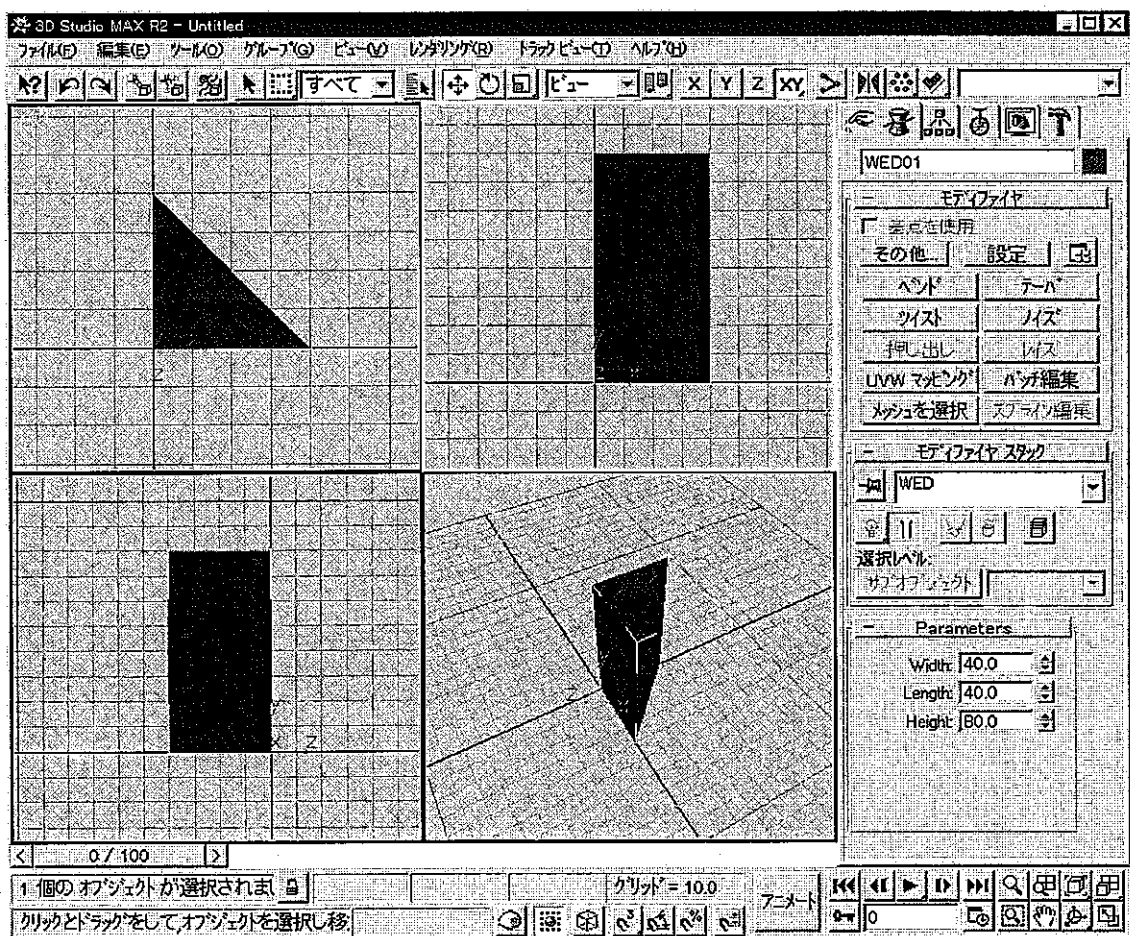 3D Studio MAX R2 - Untitled
ファイル(F) 編集(E) ツール(O) グループ(G) ビュー(V) レンダリング(R) トラックビュー(T) ヘルプ(H)
すべて ビュー X Y Z XY
WED01
モディファイヤ
基点を使用
その他... 設定
ベンド テーパ
ツイスト ノイズ
押し出し レイズ
UVW マッピング パッチ編集
メッシュを選択 スプライン編集
モディファイヤ スタック
WED
選択レベル:
サブオブジェクト
Parameters
Width: 40.0
Length: 40.0
Height: 80.0
Z
Z X
X Z
Z
0 / 100
1 個の オブジェクト が選択されまし
グリッド = 10.0
アニメート
クリックとドラッグをして,オブジェクトを選択し移
0